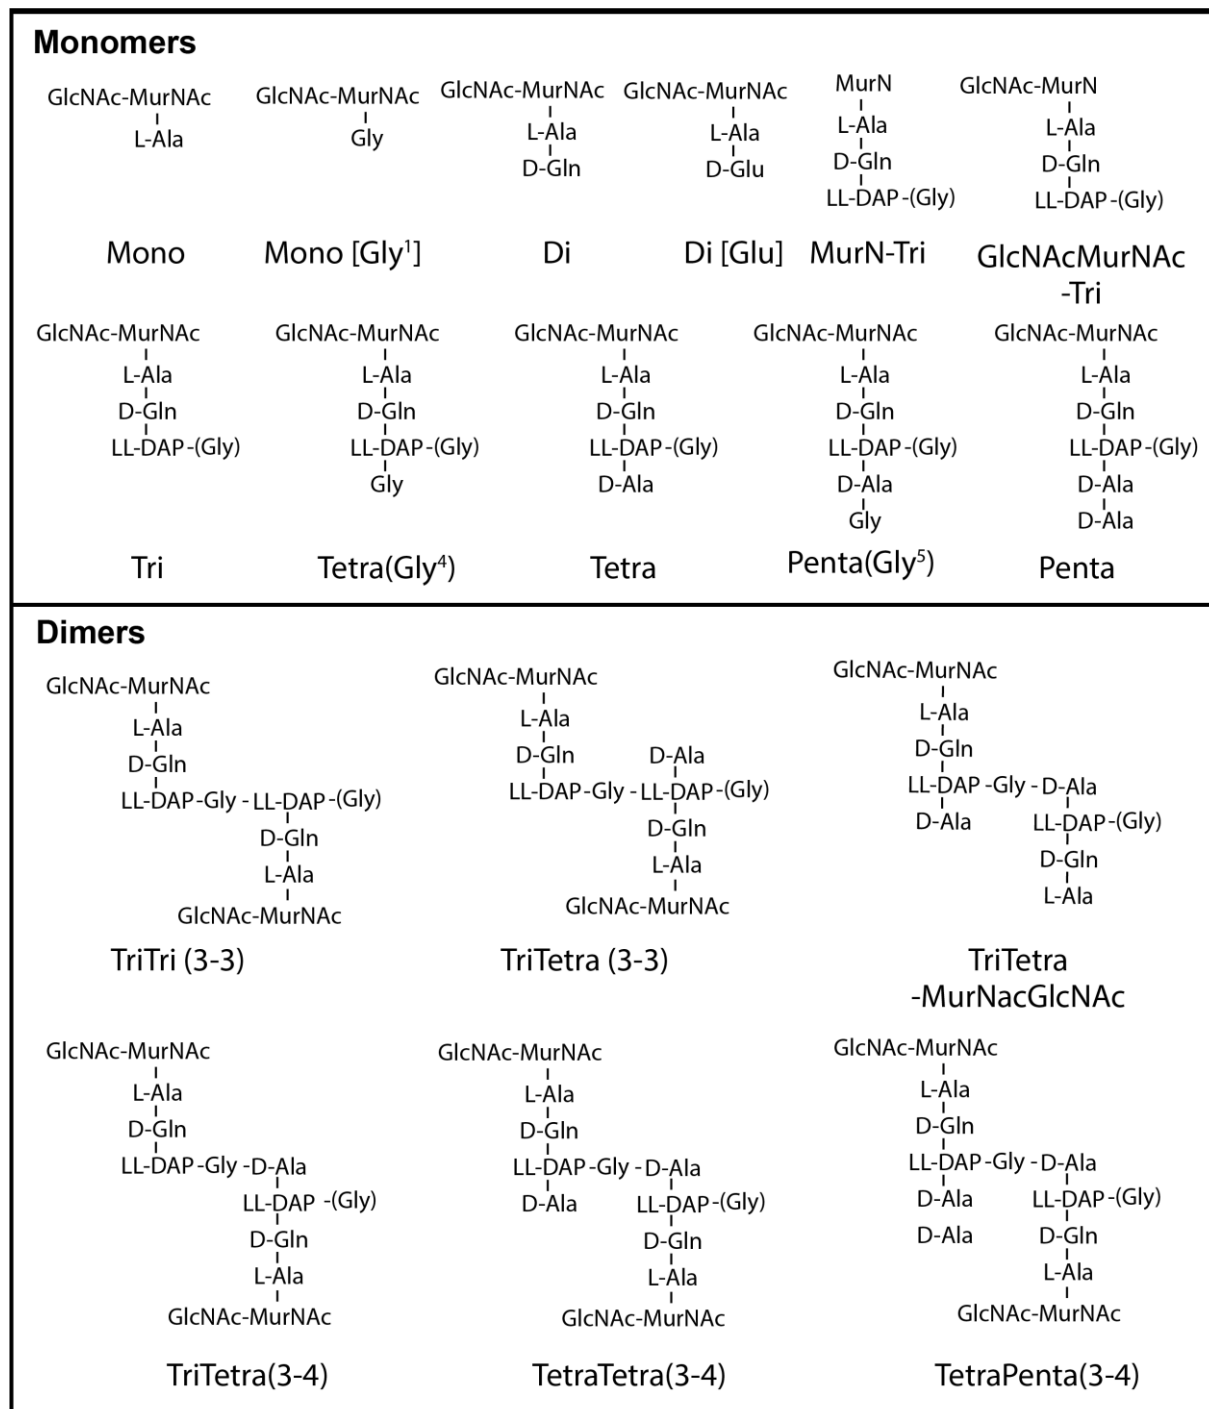 Monomers
GlcNAc-MurNAc GlcNAc-MurNAc GlcNAc-MurNAc GlcNAc-MurNAc MurN GlcNAc-MurN
L-Ala Gly L-Ala L-Ala L-Ala L-Ala
D-Gln D-Glu D-Gln D-Gln
LL-DAP-(Gly) LL-DAP-(Gly)
Mono Mono [Gly¹] Di Di [Glu] MurN-Tri GlcNAcMurNAc
-Tri
GlcNAc-MurNAc GlcNAc-MurNAc GlcNAc-MurNAc GlcNAc-MurNAc GlcNAc-MurNAc
L-Ala L-Ala L-Ala L-Ala L-Ala
D-Gln D-Gln D-Gln D-Gln D-Gln
LL-DAP-(Gly) LL-DAP-(Gly) LL-DAP-(Gly) LL-DAP-(Gly) LL-DAP-(Gly)
Gly D-Ala D-Ala D-Ala
Gly D-Ala
Tri Tetra(Gly⁴) Tetra Penta(Gly⁵) Penta
Dimers
GlcNAc-MurNAc GlcNAc-MurNAc GlcNAc-MurNAc
L-Ala L-Ala L-Ala
D-Gln D-Gln D-Ala D-Gln
LL-DAP-Gly-LL-DAP-(Gly) LL-DAP-Gly-LL-DAP-(Gly) LL-DAP-Gly-D-Ala
D-Gln D-Gln D-Ala LL-DAP-(Gly)
L-Ala L-Ala D-Gln
GlcNAc-MurNAc GlcNAc-MurNAc L-Ala
TriTri (3-3) TriTetra (3-3) TriTetra
-MurNacGlcNAc
GlcNAc-MurNAc GlcNAc-MurNAc GlcNAc-MurNAc
L-Ala L-Ala L-Ala
D-Gln D-Gln D-Gln
LL-DAP-Gly-D-Ala LL-DAP-Gly-D-Ala LL-DAP-Gly-D-Ala
LL-DAP-(Gly) D-Ala LL-DAP-(Gly) D-Ala LL-DAP-(Gly)
D-Gln D-Gln D-Ala D-Gln
L-Ala L-Ala L-Ala
GlcNAc-MurNAc GlcNAc-MurNAc GlcNAc-MurNAc
TriTetra(3-4) TetraTetra(3-4) TetraPenta(3-4)